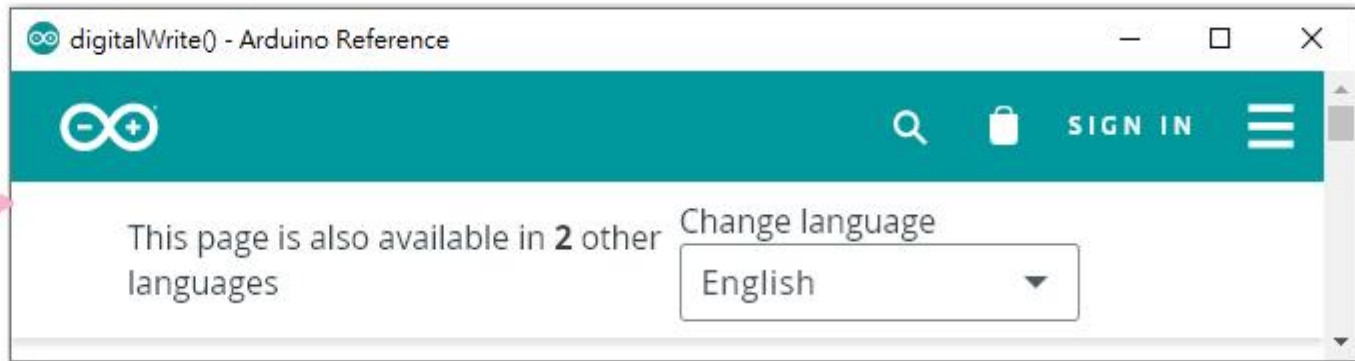 digitalWrite() - Arduino Reference
SIGN IN
This page is also available in 2 other
languages
Change language
English